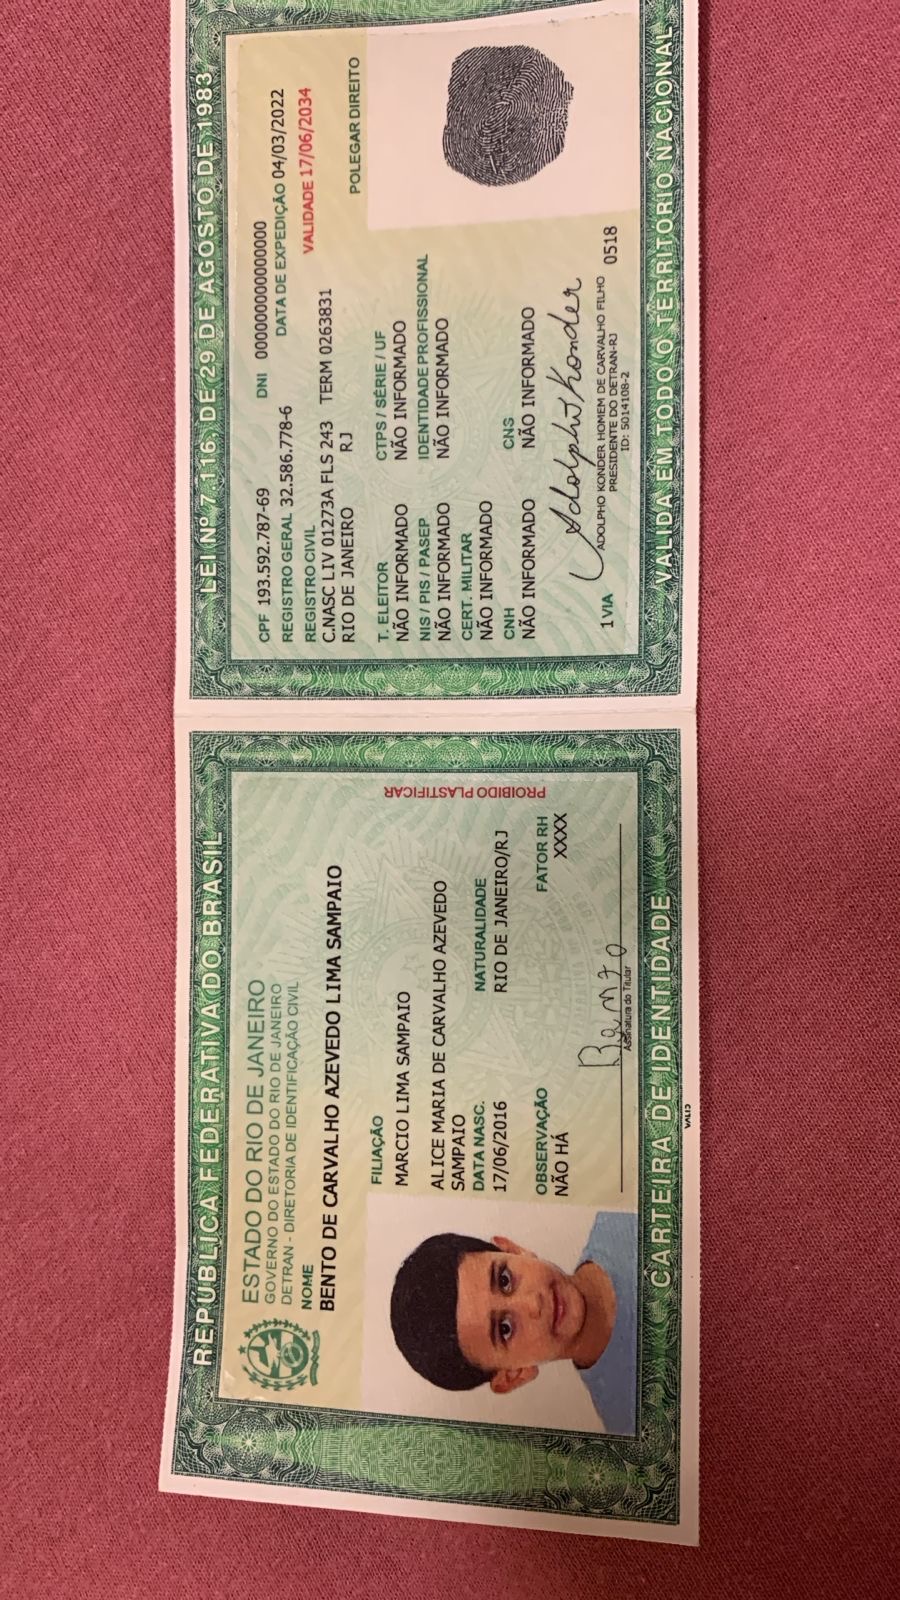 REPÚBLICA FEDERATIVA DO BRASIL
ESTADO DO RIO DE JANEIRO
GOVERNO DO ESTADO DO RIO DE JANEIRO
DETRAN - DIRETORIA DE IDENTIFICAÇÃO CIVIL
NOME
BENTO DE CARVALHO AZEVEDO LIMA SAMPAIO
FILIAÇÃO
MARCIO LIMA SAMPAIO
ALICE MARIA DE CARVALHO AZEVEDO
SAMPAIO
DATA NASC. NATURALIDADE
17/06/2016 RIO DE JANEIRO/RJ
OBSERVAÇÃO FATOR RH
NÃO HÁ XXXX
Bento
Assinatura do Titular
PROIBIDO PLASTIFICAR
CARTEIRA DE IDENTIDADE
LEI Nº 7.116, DE 29 DE AGOSTO DE 1983
CPF 193.592.787-69 DNI 0000000000000
REGISTRO GERAL 32.586.778-6 DATA DE EXPEDIÇÃO 04/03/2022
REGISTRO CIVIL VALIDADE 17/06/2034
C.NASC LIV 01273A FLS 243 TERM 0263831
RIO DE JANEIRO RJ
POLEGAR DIREITO
T. ELEITOR CTPS / SÉRIE / UF
NÃO INFORMADO NÃO INFORMADO
NIS / PIS / PASEP IDENTIDADE PROFISSIONAL
NÃO INFORMADO NÃO INFORMADO
CERT. MILITAR
NÃO INFORMADO
CNH CNS
NÃO INFORMADO NÃO INFORMADO
ADOLPHO KONDER HOMEM DE CARVALHO FILHO
PRESIDENTE DO DETRAN-RJ
ID: 5014108-2
1 VIA 0518
VALIDA EM TODO O TERRITORIO NACIONAL